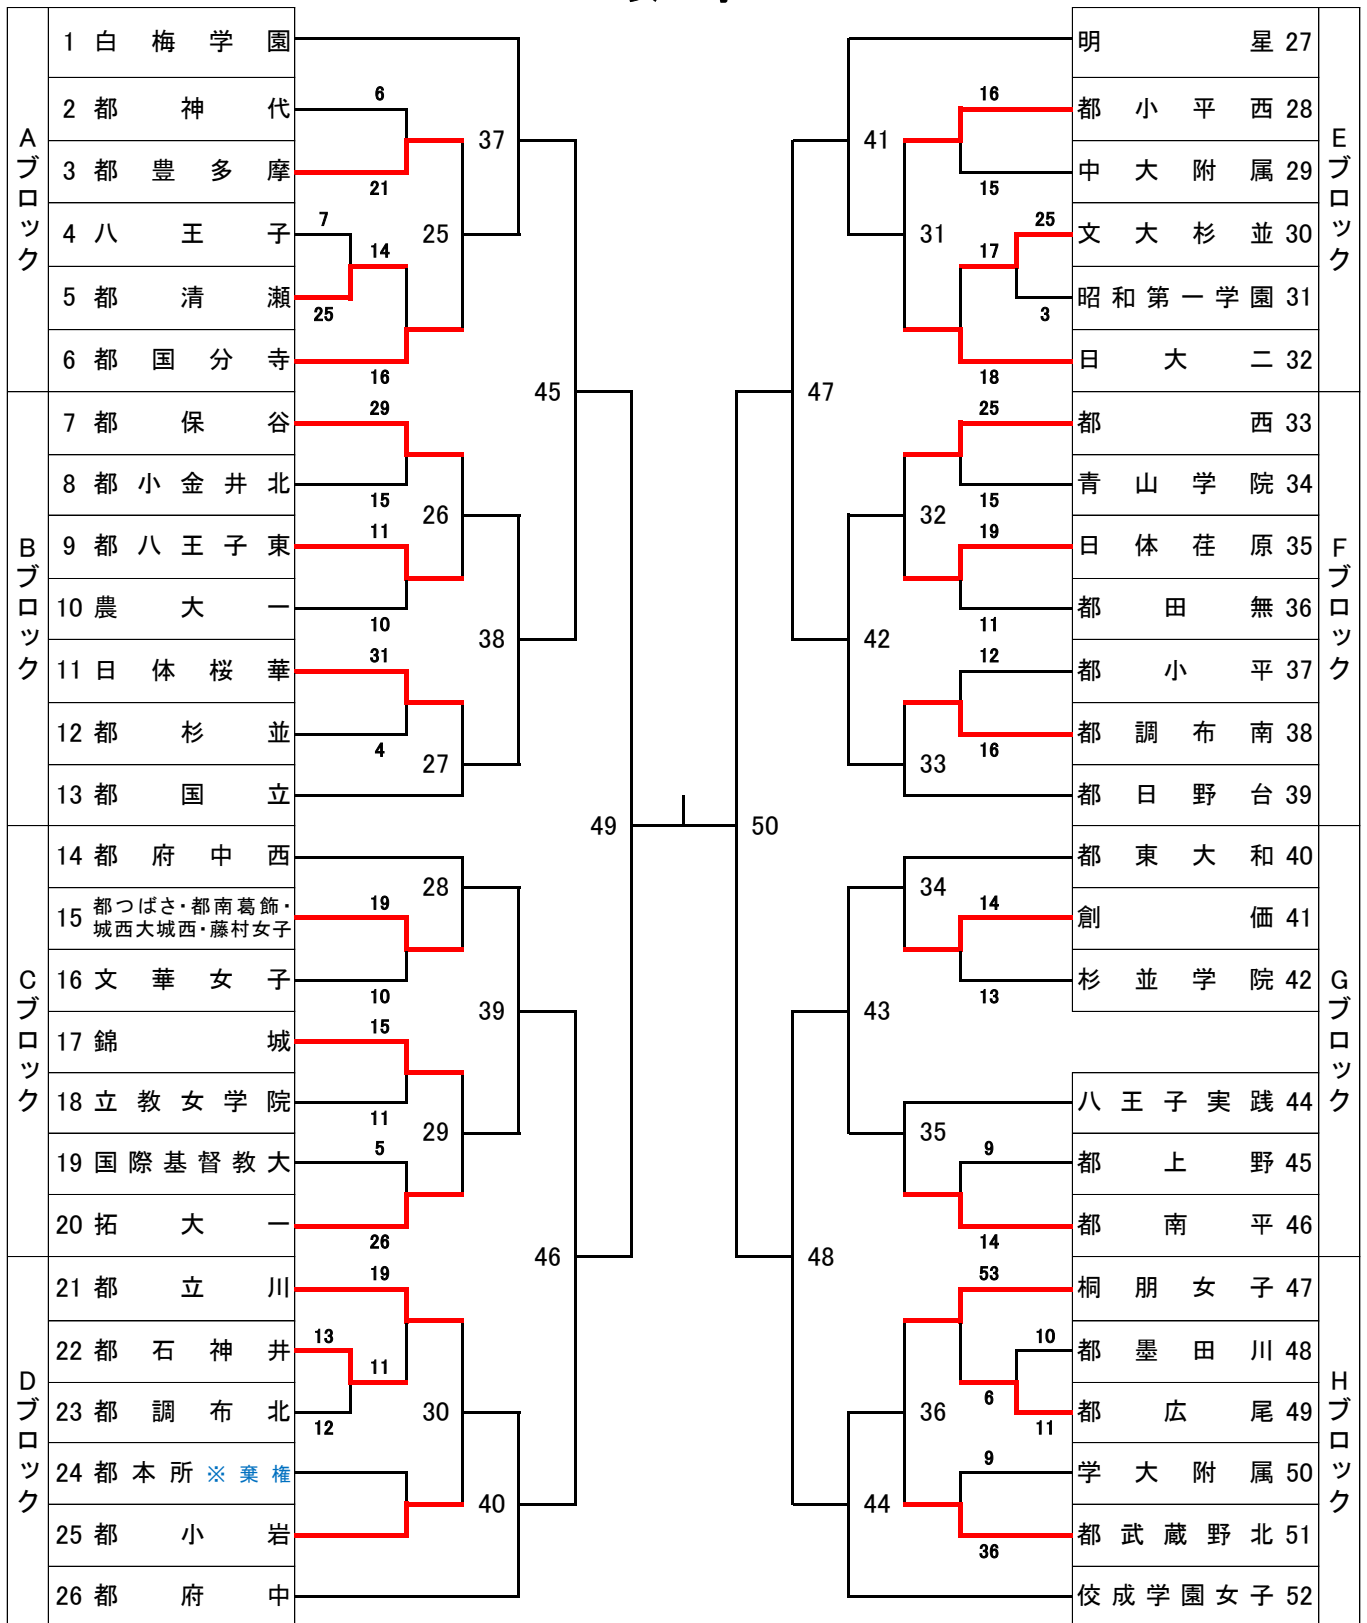 Aブロック
1 白梅学園
2 都神代
3 都豊多摩
4 八王子
5 都清瀬
6 都国分寺
Bブロック
7 都保谷
8 都小金井北
9 都八王子東
10 農大一
11 日体桜華
12 都杉並
13 都国立
Cブロック
14 都府中西
15 都つばさ・都南葛飾・
城西大城西・藤村女子
16 文華女子
17 錦城
18 立教女学院
19 国際基督教大
20 拓大一
Dブロック
21 都立川
22 都石神井
23 都調布北
24 都本所 ※棄権
25 都小岩
26 都府中
6
21
7
14
25
16
29
15
11
10
31
4
19
10
15
11
5
26
19
13
11
12
25
26
27
28
29
30
37
38
39
40
45
46
49
50
47
48
41
42
43
44
31
32
33
34
35
36
16
15
25
17
3
18
25
15
19
11
12
16
14
13
9
14
53
10
6
11
9
36
Eブロック
明星 27
都小平西 28
中大附属 29
文大杉並 30
昭和第一学園 31
日大二 32
Fブロック
都西 33
青山学院 34
日体荏原 35
都田無 36
都小平 37
都調布南 38
都日野台 39
Gブロック
都東大和 40
創価 41
杉並学院 42
八王子実践 44
都上野 45
都南平 46
Hブロック
桐朋女子 47
都墨田川 48
都広尾 49
学大附属 50
都武蔵野北 51
佼成学園女子 52